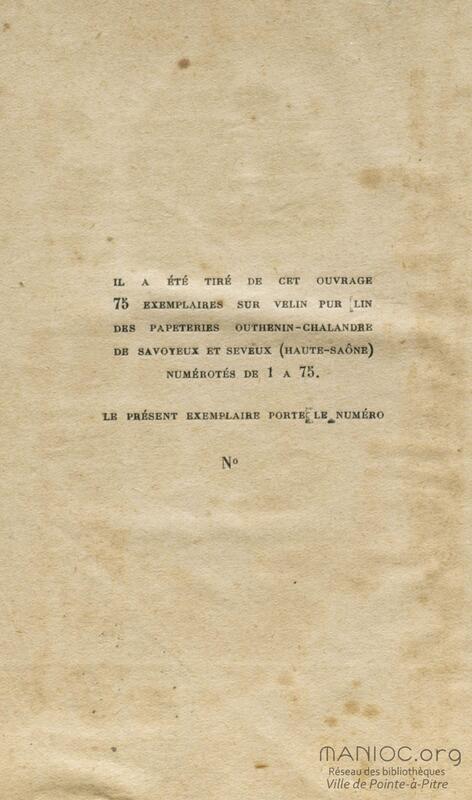 IL A ÉTÉ TIRÉ DE CET OUVRAGE
75 EXEMPLAIRES SUR VELIN PUR LIN
DES PAPETERIES OUTHENIN-CHALANDRE
DE SAVOYEUX ET SEVEUX (HAUTE-SAÔNE)
NUMÉROTÉS DE 1 A 75.
LE PRÉSENT EXEMPLAIRE PORTE LE NUMÉRO
Nº
MANIOC.org
Réseau des bibliothèques
Ville de Pointe-à-Pitre